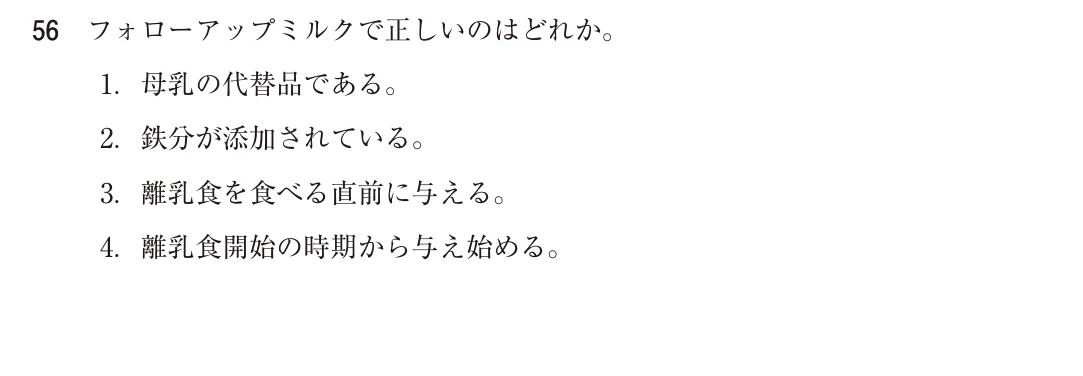 56 フォローアップミルクで正しいのはどれか。
1. 母乳の代替品である。
2. 鉄分が添加されている。
3. 離乳食を食べる直前に与える。
4. 離乳食開始の時期から与え始める。